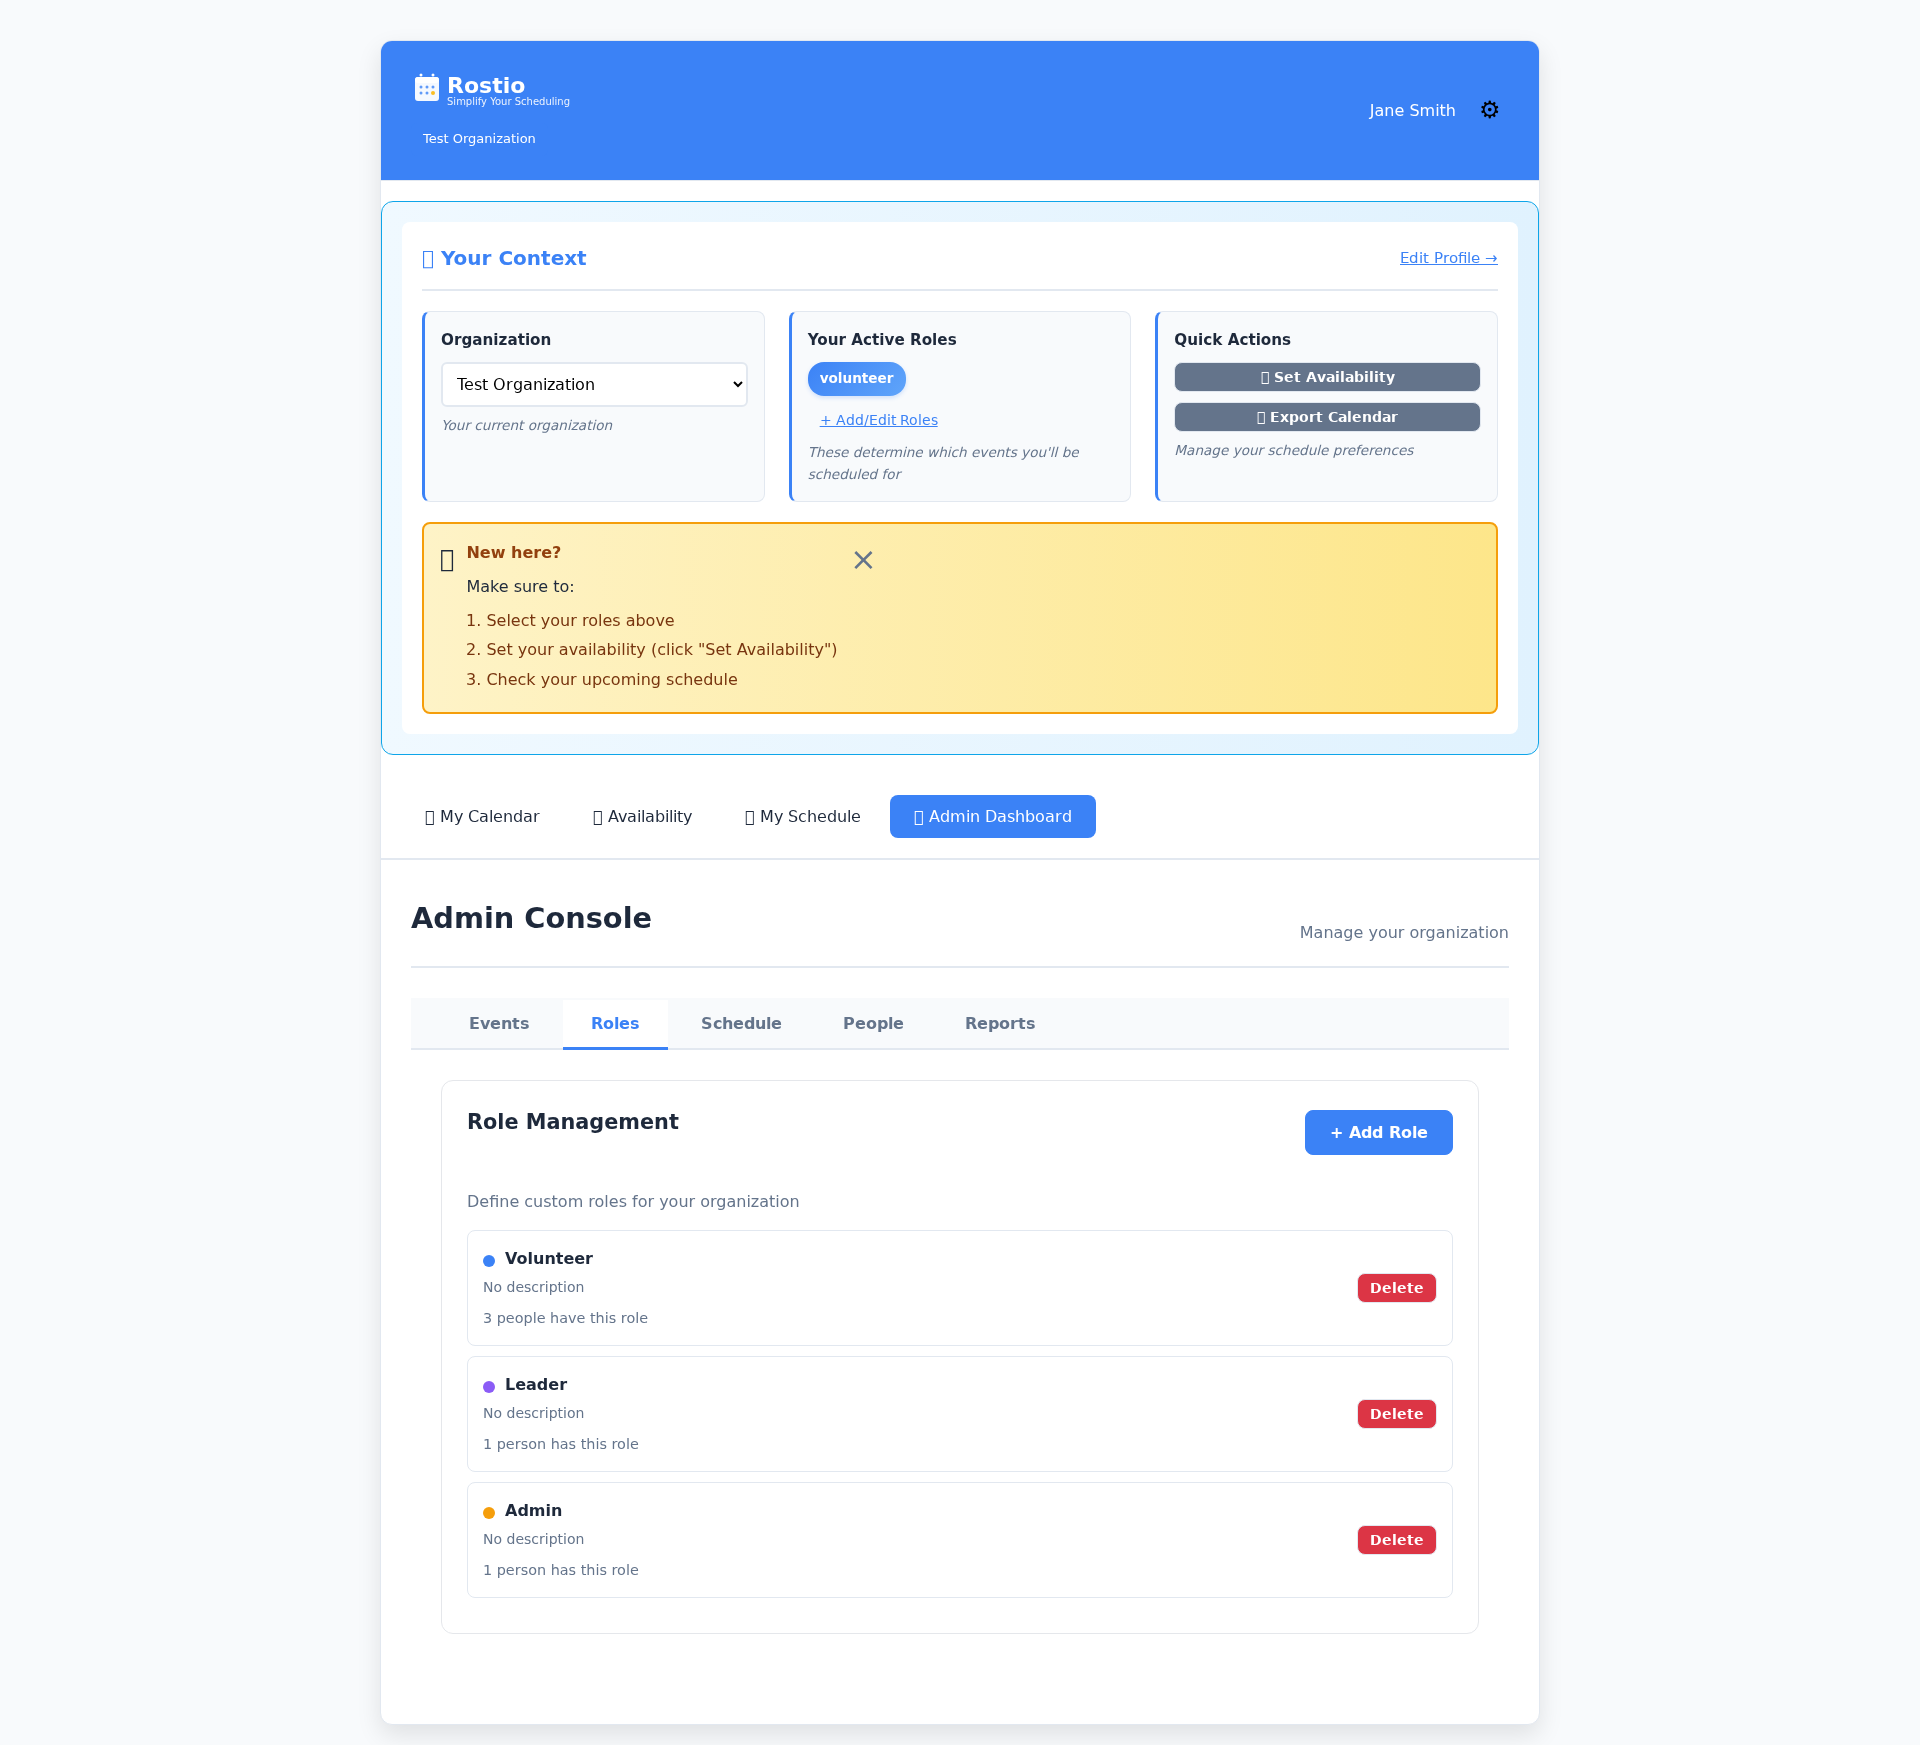 Rostio
Simplify Your Scheduling
Test Organization
Jane Smith
Your Context
Edit Profile →
Organization
Test Organization
Your current organization
Your Active Roles
volunteer
+ Add/Edit Roles
These determine which events you'll be
scheduled for
Quick Actions
Set Availability
Export Calendar
Manage your schedule preferences
New here?
×
Make sure to:
1. Select your roles above
2. Set your availability (click "Set Availability")
3. Check your upcoming schedule
My Calendar
Availability
My Schedule
Admin Dashboard
Admin Console
Manage your organization
Events
Roles
Schedule
People
Reports
Role Management
+ Add Role
Define custom roles for your organization
Volunteer
No description
3 people have this role
Delete
Leader
No description
1 person has this role
Delete
Admin
No description
1 person has this role
Delete